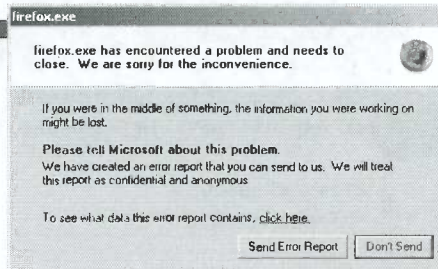 firefox.exe
firefox.exe has encountered a problem and needs to
close. We are sorry for the inconvenience.
If you were in the middle of something, the information you were working on
might be lost.
Please tell Microsoft about this problem.
We have created an error report that you can send to us. We will treat
this report as confidential and anonymous
To see what data this error report contains, click here.
Send Error Report
Don't Send